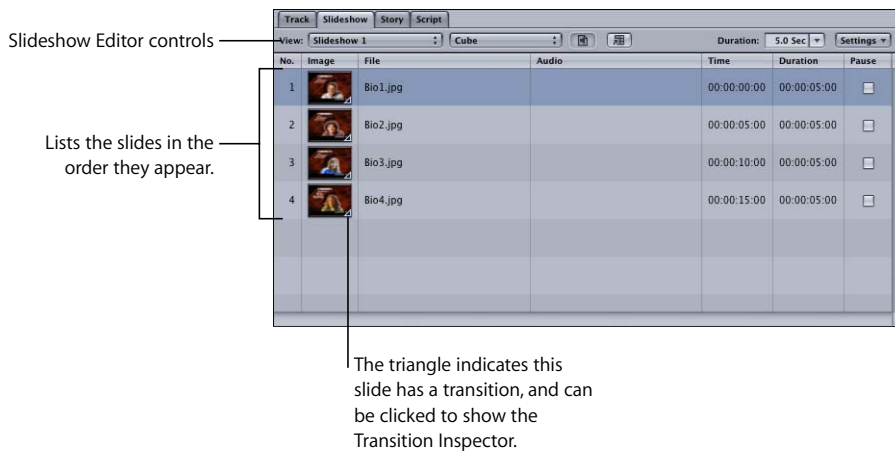 Track Slideshow Story Script
Slideshow Editor controls
View: Slideshow 1 Cube Duration: 5.0 Sec Settings
No. Image File Audio Time Duration Pause
1 Bio1.jpg 00:00:00:00 00:00:05:00
2 Bio2.jpg 00:00:05:00 00:00:05:00
Lists the slides in the
order they appear.
3 Bio3.jpg 00:00:10:00 00:00:05:00
4 Bio4.jpg 00:00:15:00 00:00:05:00
The triangle indicates this
slide has a transition, and can
be clicked to show the
Transition Inspector.